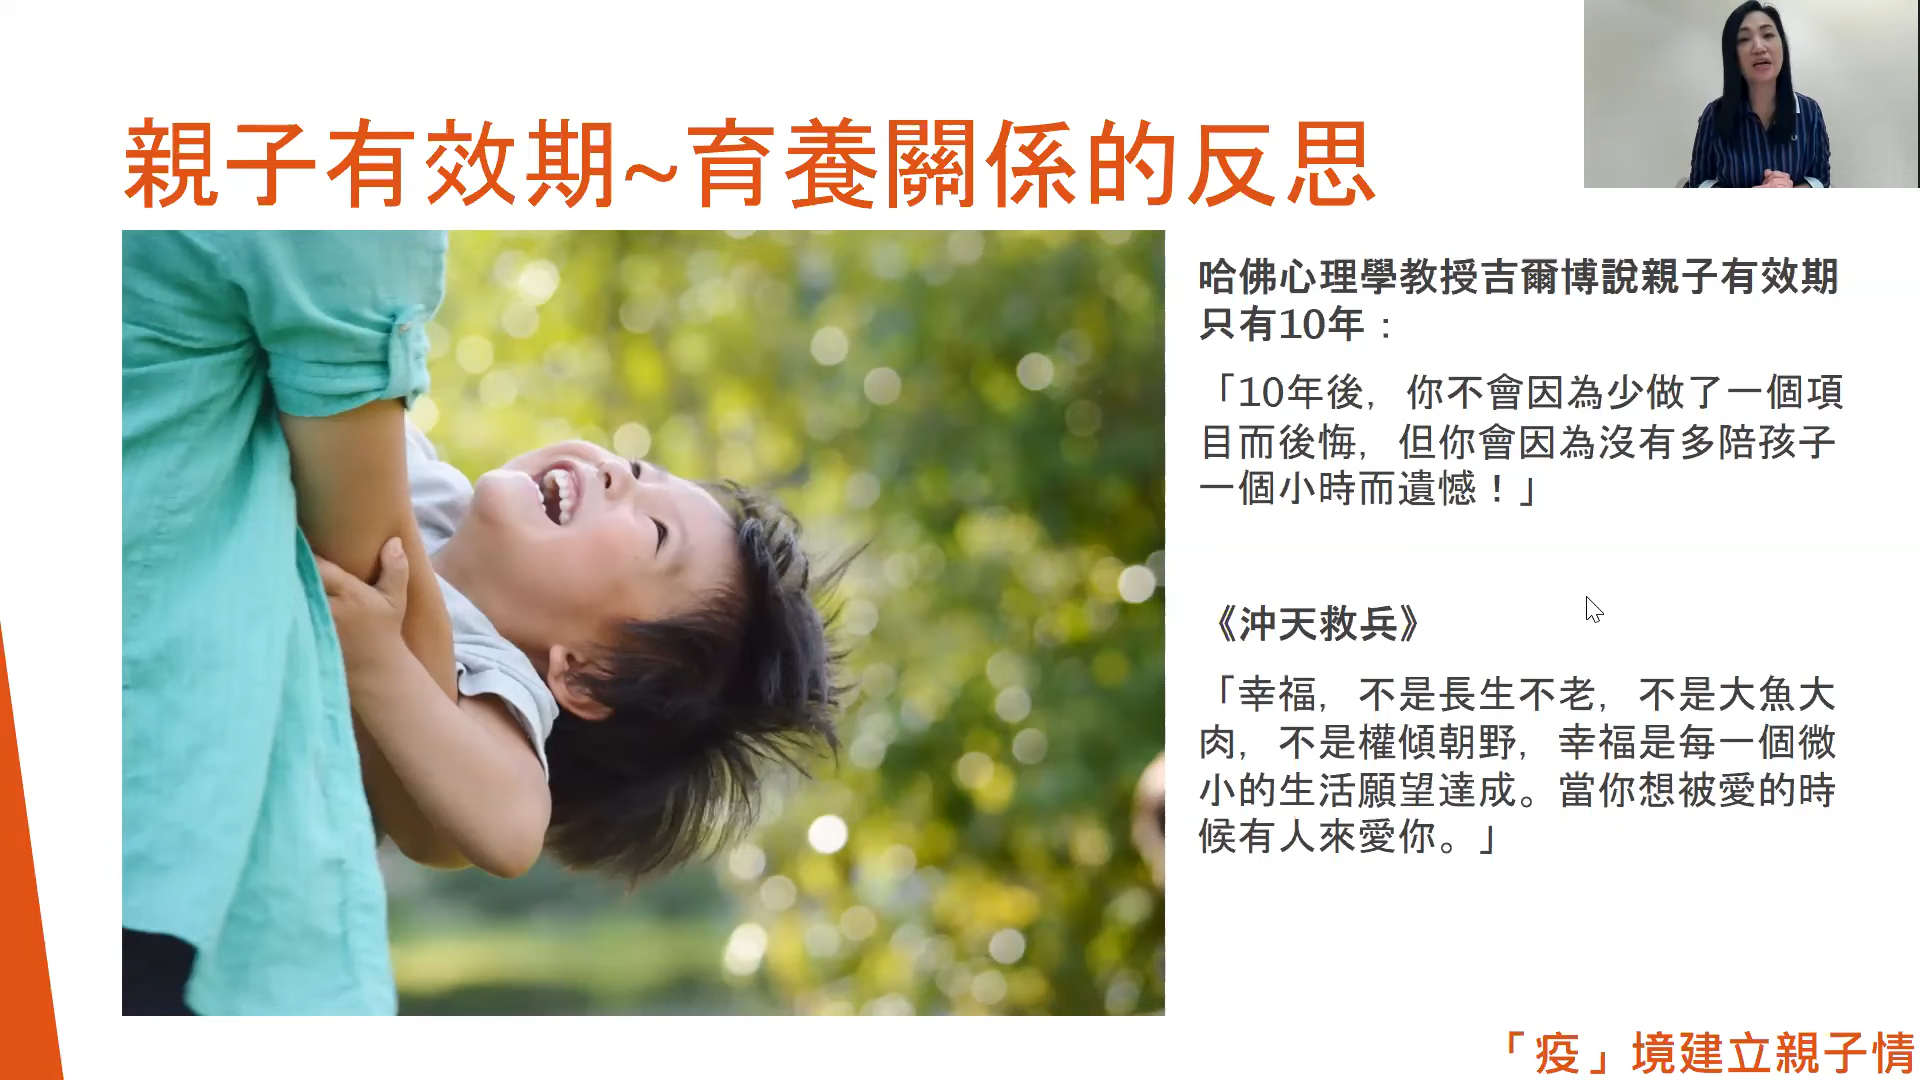 親子有效期~育養關係的反思
哈佛心理學教授吉爾博說親子有效期
只有10年：
「10年後，你不會因為少做了一個項
目而後悔，但你會因為沒有多陪孩子
一個小時而遺憾！」
《沖天救兵》
「幸福，不是長生不老，不是大魚大
肉，不是權傾朝野，幸福是每一個微
小的生活願望達成。當你想被愛的時
候有人來愛你。」
「疫」境建立親子情